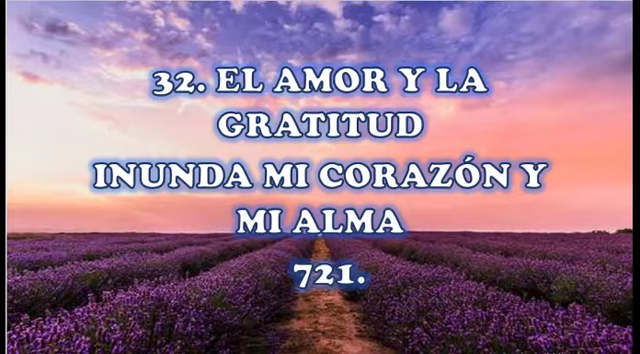 32. EL AMOR Y LA
GRATITUD
INUNDA MI CORAZÓN Y
MI ALMA
721.